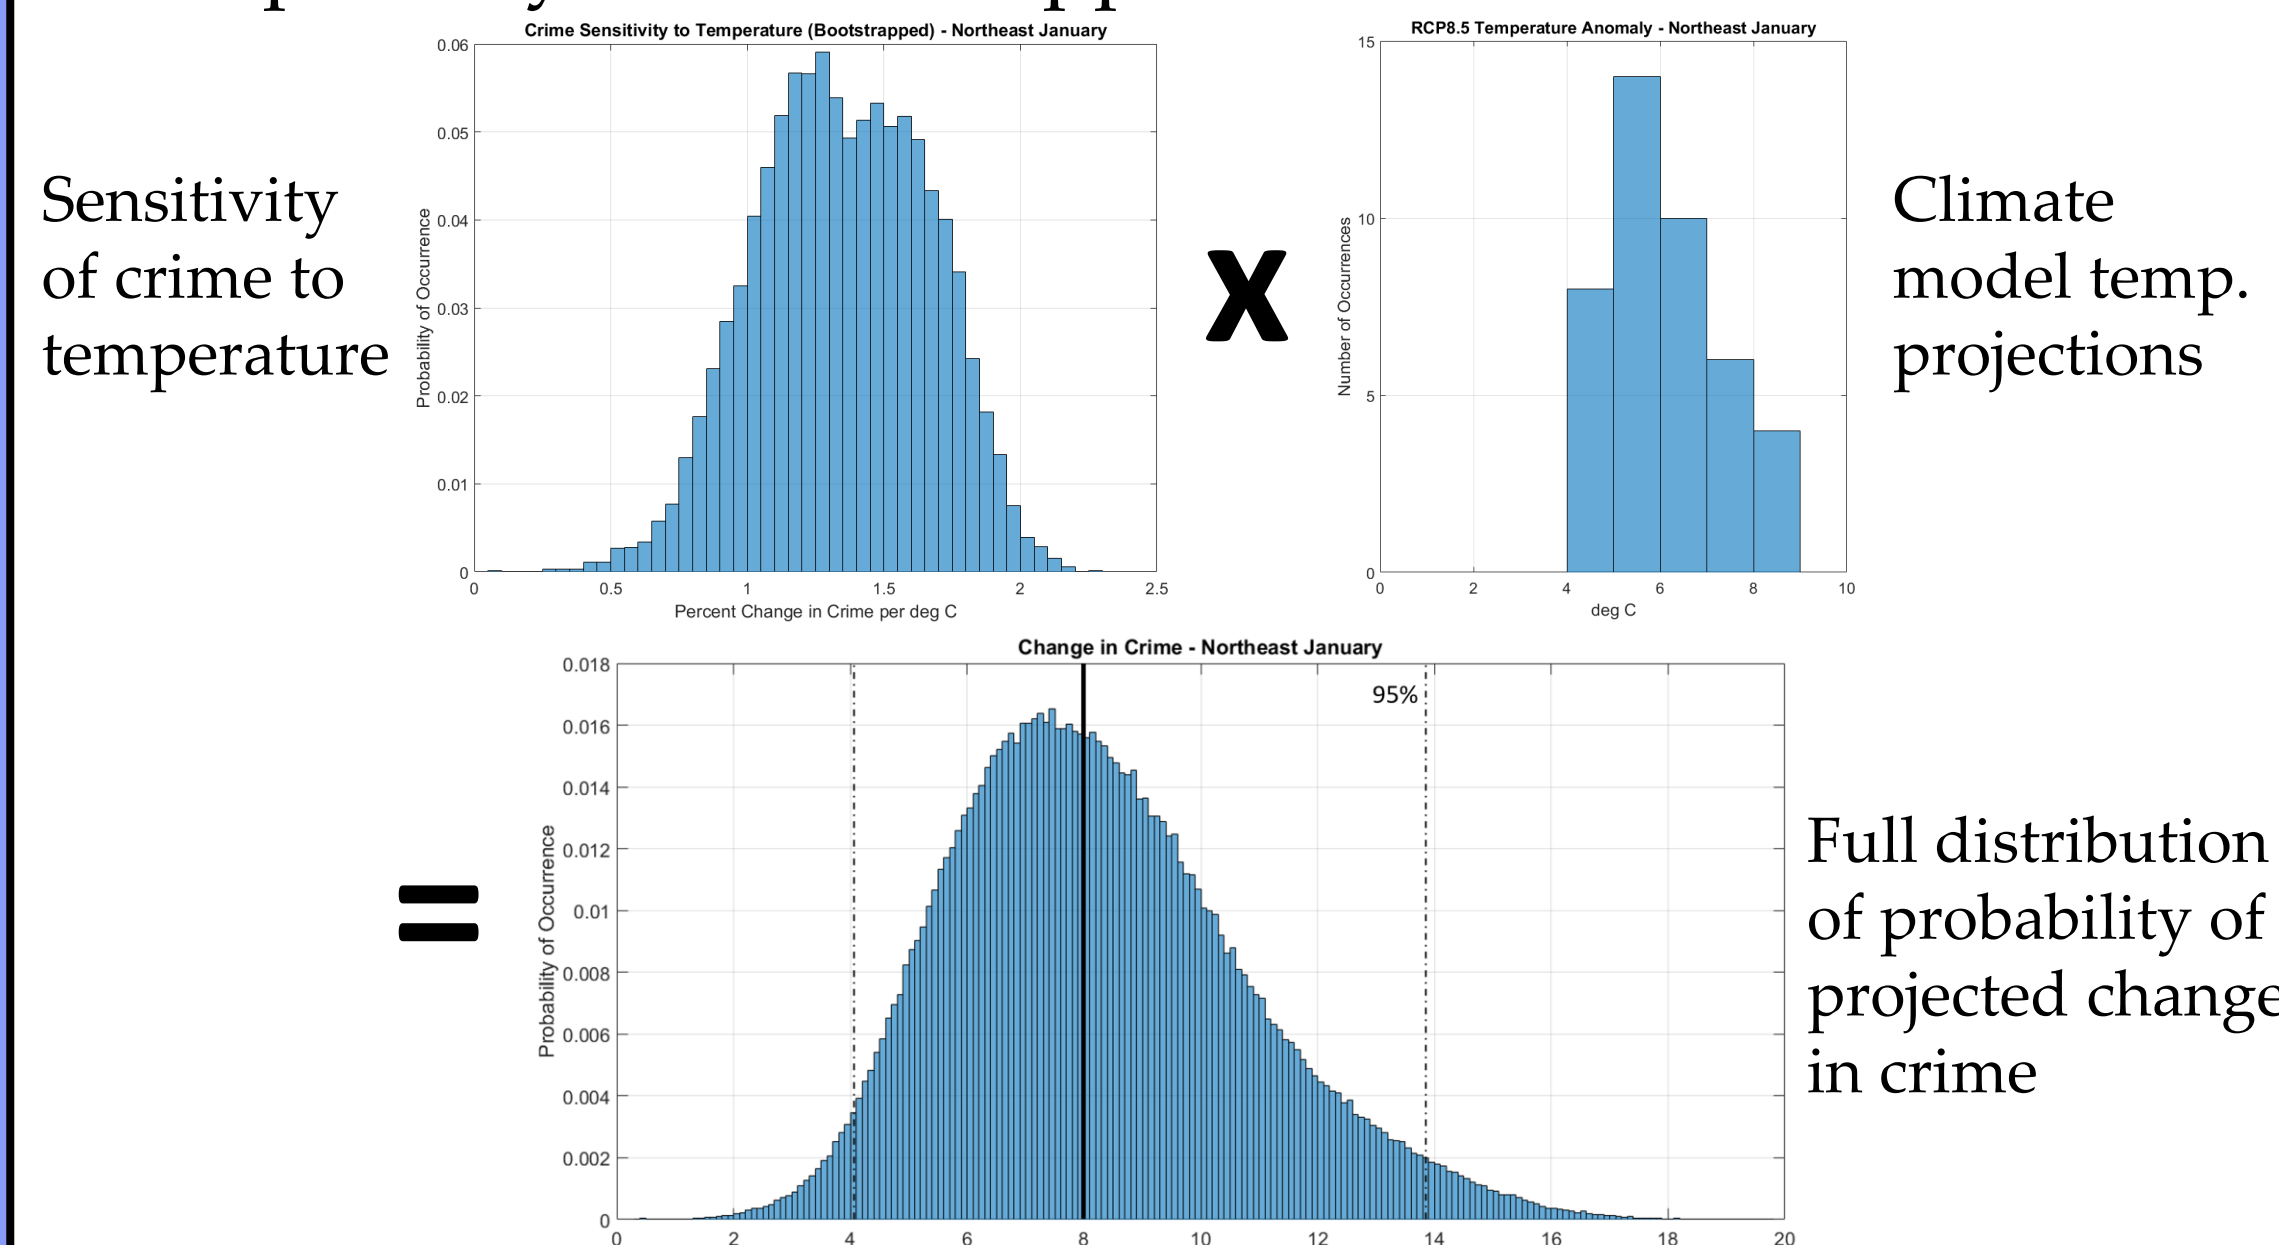 Crime Sensitivity to Temperature (Bootstrapped) - Northeast January
0.06
0.05
0.04
0.03
0.02
0.01
0
0 0.5 1 1.5 2 2.5
Percent Change in Crime per deg C
Probability of Occurrence
Sensitivity
of crime to
temperature
x
RCP8.5 Temperature Anomaly - Northeast January
15
10
5
0
0 2 4 6 8 10
deg C
Number of Occurrences
Climate
model temp.
projections
=
Change in Crime - Northeast January
95%
0.018
0.016
0.014
0.012
0.01
0.008
0.006
0.004
0.002
0
0 2 4 6 8 10 12 14 16 18 20
Probability of Occurrence
Full distribution
of probability of
projected change
in crime